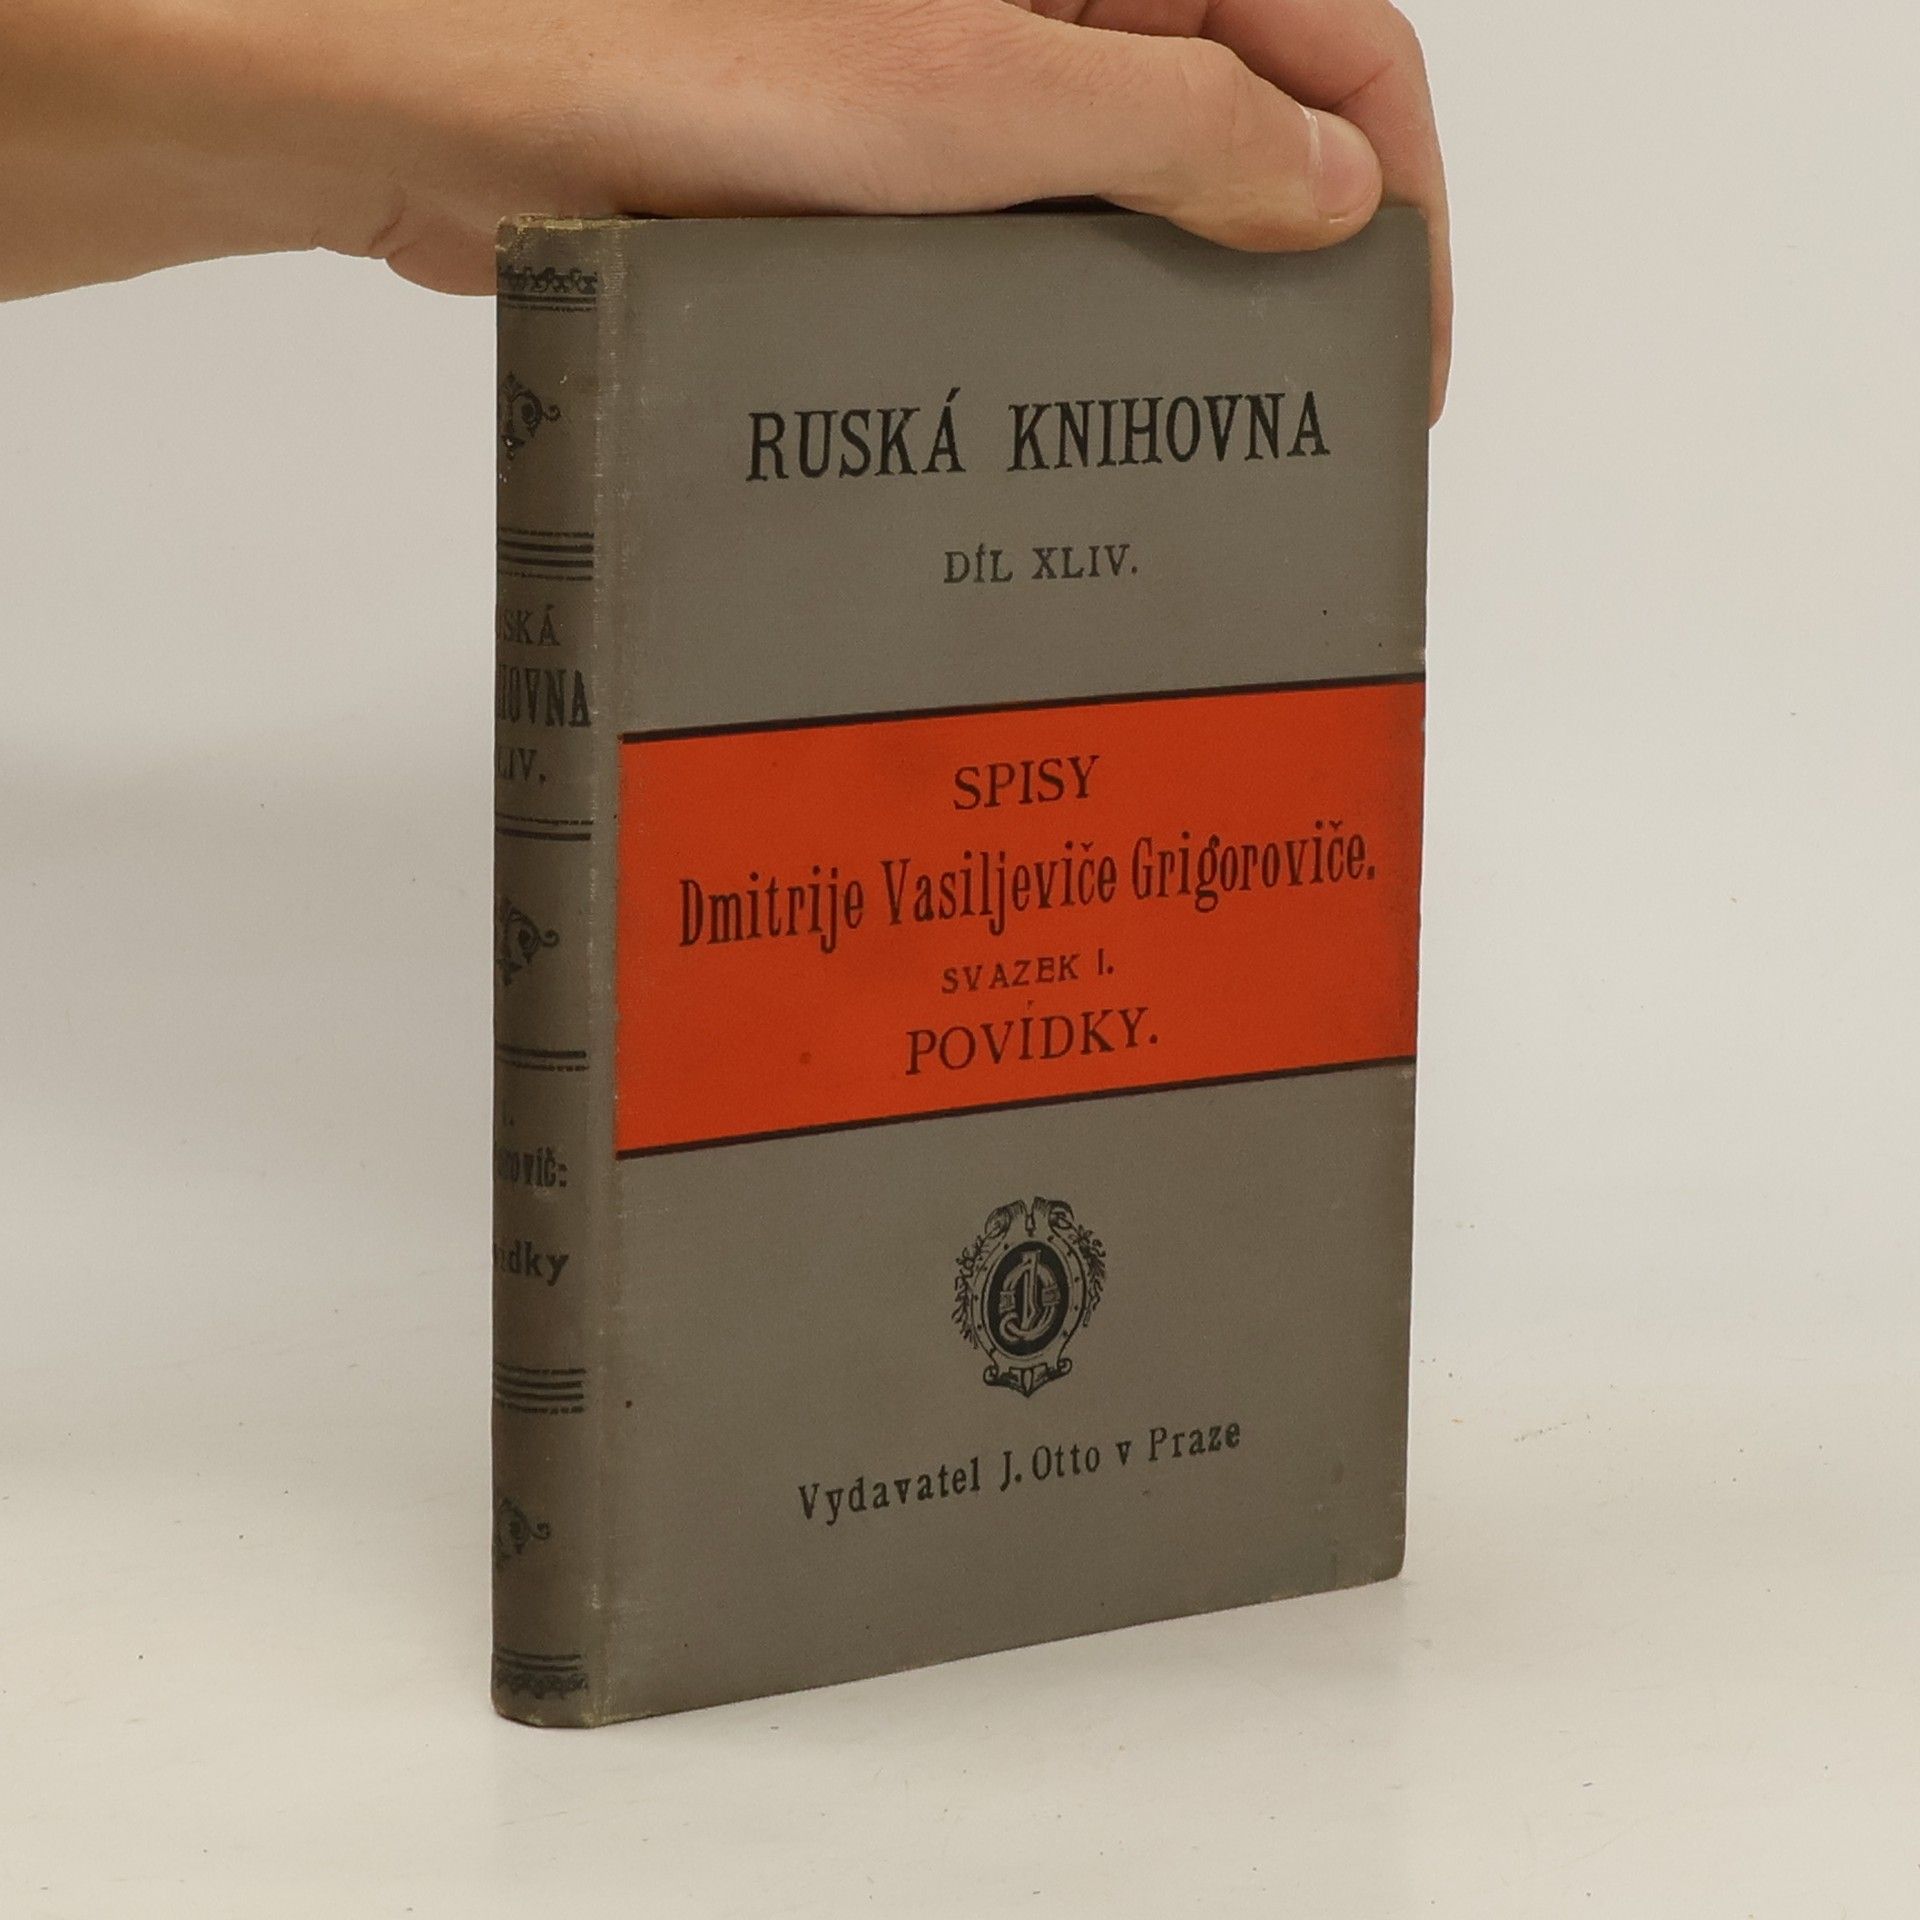 RUSKÁ KNIHOVNA
DÍL XLIV.
SPISY
Dmitrije Vasiljeviče Grigoroviče.
SVAZEK I.
POVÍDKY.
Vydavatel J. Otto v Praze